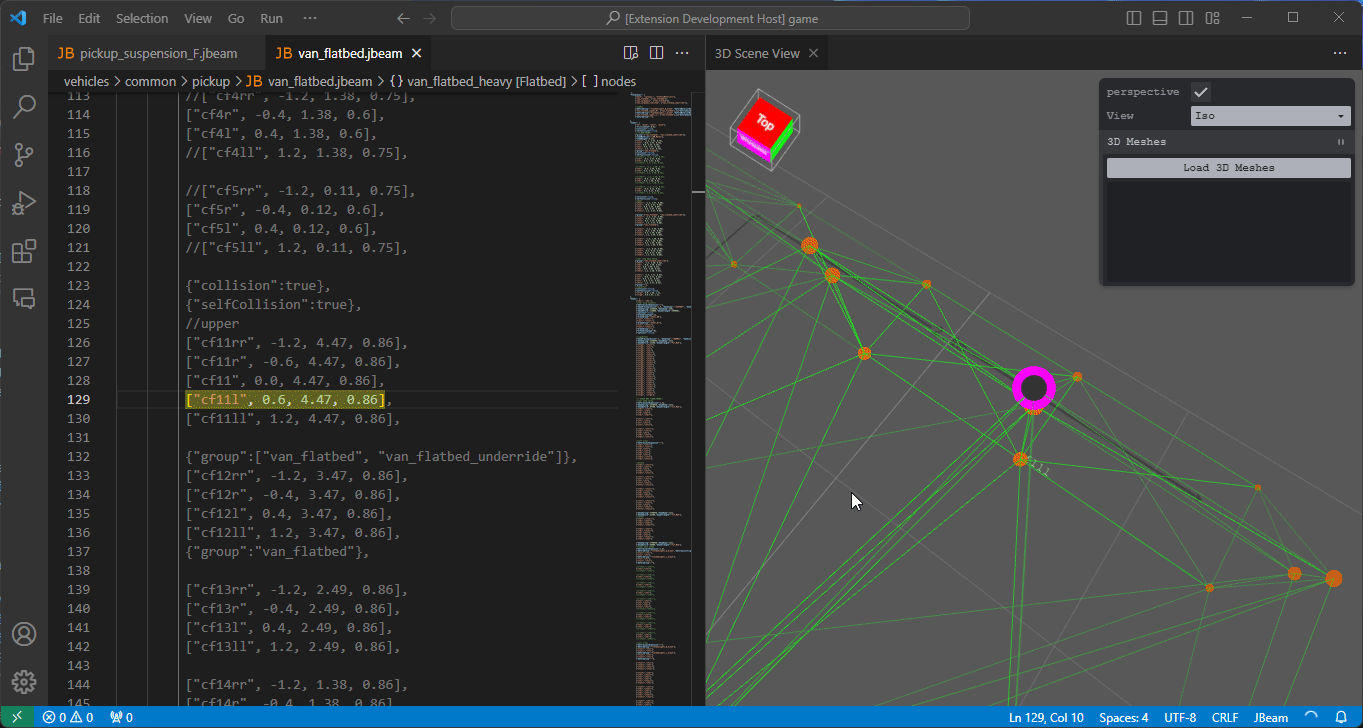 File Edit Selection View Go Run ··· [Extension Development Host] game
JB pickup_suspension_F.jbeam JB van_flatbed.jbeam
vehicles > common > pickup > JB van_flatbed.jbeam > {} van_flatbed_heavy [Flatbed] > [ ] nodes
113 //["cf4rr", -1.2, 1.38, 0.75],
114 ["cf4r", -0.4, 1.38, 0.6],
115 ["cf4l", 0.4, 1.38, 0.6],
116 //["cf4ll", 1.2, 1.38, 0.75],
117
118 //["cf5rr", -1.2, 0.11, 0.75],
119 ["cf5r", -0.4, 0.12, 0.6],
120 ["cf5l", 0.4, 0.12, 0.6],
121 //["cf5ll", 1.2, 0.11, 0.75],
122
123 {"collision":true},
124 {"selfCollision":true},
125 //upper
126 ["cf11rr", -1.2, 4.47, 0.86],
127 ["cf11r", -0.6, 4.47, 0.86],
128 ["cf11", 0.0, 4.47, 0.86],
129 ["cf11l", 0.6, 4.47, 0.86],
130 ["cf11ll", 1.2, 4.47, 0.86],
131
132 {"group":["van_flatbed", "van_flatbed_underride"]},
133 ["cf12rr", -1.2, 3.47, 0.86],
134 ["cf12r", -0.4, 3.47, 0.86],
135 ["cf12l", 0.4, 3.47, 0.86],
136 ["cf12ll", 1.2, 3.47, 0.86],
137 {"group":"van_flatbed"},
138
139 ["cf13rr", -1.2, 2.49, 0.86],
140 ["cf13r", -0.4, 2.49, 0.86],
141 ["cf13l", 0.4, 2.49, 0.86],
142 ["cf13ll", 1.2, 2.49, 0.86],
143
144 ["cf14rr", -1.2, 1.38, 0.86],
145 ["cf14r", -0.4, 1.38, 0.86],
3D Scene View
Top
perspective
View Iso
3D Meshes
Load 3D Meshes
0 0 0
Ln 129, Col 10 Spaces: 4 UTF-8 CRLF JBeam